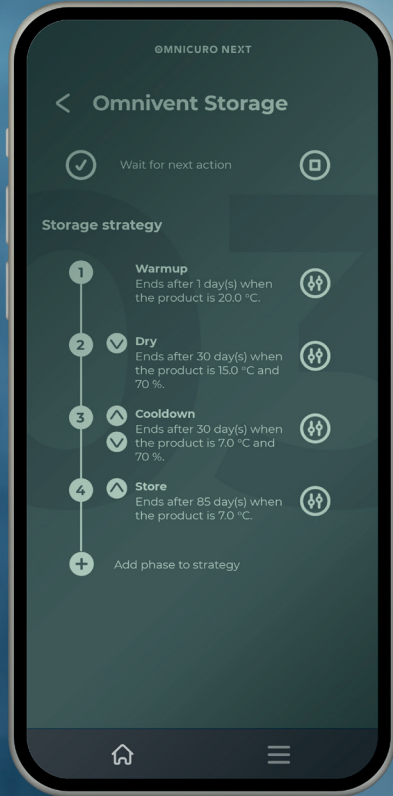 OMNICURO NEXT
Omnivent Storage
Wait for next action
Storage strategy
1
Warmup
Ends after 1 day(s) when
the product is 20.0 °C.
2
Dry
Ends after 30 day(s) when
the product is 15.0 °C and
70 %.
3
Cooldown
Ends after 30 day(s) when
the product is 7.0 °C and
70 %.
4
Store
Ends after 85 day(s) when
the product is 7.0 °C.
Add phase to strategy
03